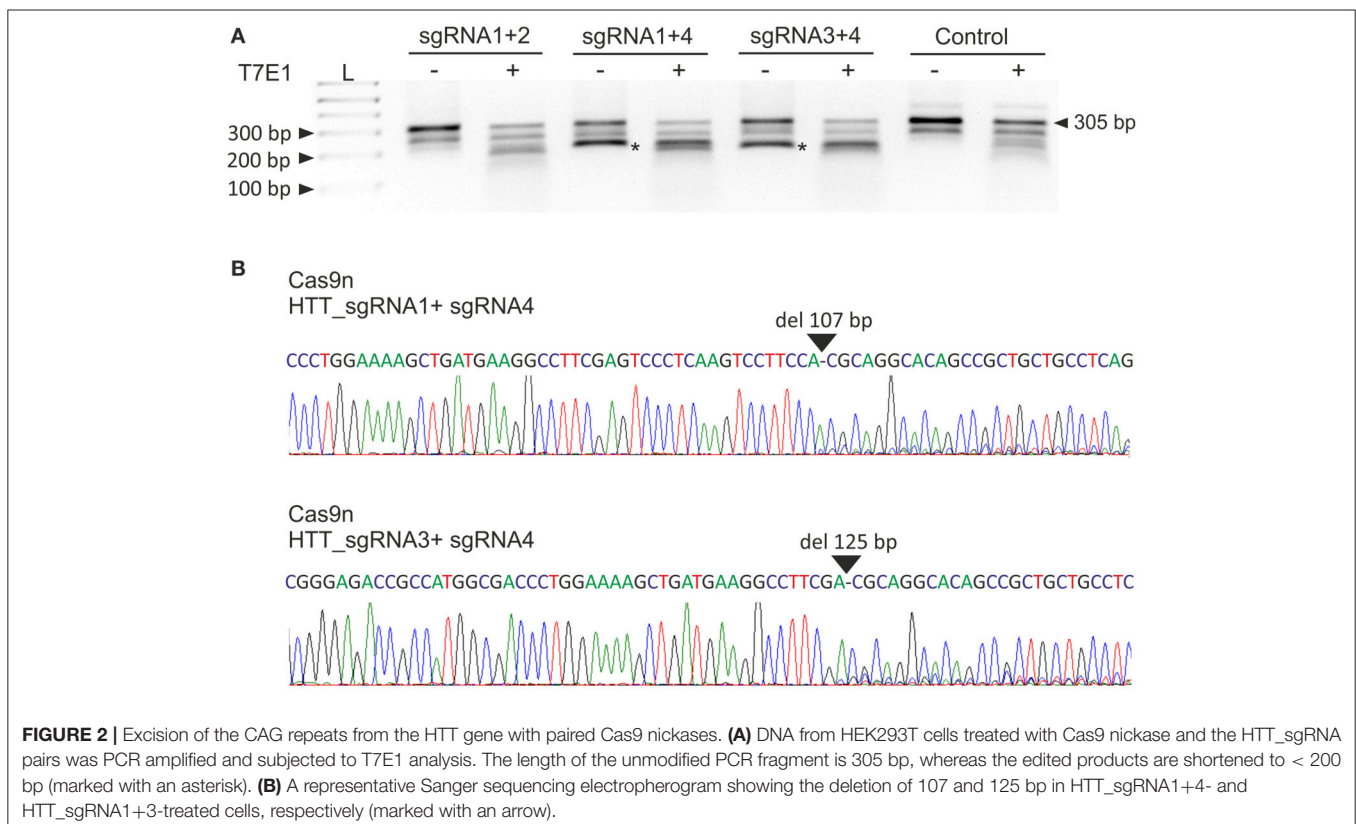 A
sgRNA1+2 sgRNA1+4 sgRNA3+4 Control
T7E1 L - + - + - + - +
300 bp
200 bp
100 bp
305 bp
* *
B
Cas9n
HTT_sgRNA1+ sgRNA4
del 107 bp
CCCTGGAAAAGCTGATGAAGGCCTTCGAGTCCCTCAAGTCCTTCCA-CGCAGGCACAGCCGCTGCTGCCTCAG
Cas9n
HTT_sgRNA3+ sgRNA4
del 125 bp
CGGGAGACCGCCATGGCGACCCTGGAAAAGCTGATGAAGGCCTTCGA-CGCAGGCACAGCCGCTGCTGCCTC
FIGURE 2 | Excision of the CAG repeats from the HTT gene with paired Cas9 nickases. (A) DNA from HEK293T cells treated with Cas9 nickase and the HTT_sgRNA
pairs was PCR amplified and subjected to T7E1 analysis. The length of the unmodified PCR fragment is 305 bp, whereas the edited products are shortened to < 200
bp (marked with an asterisk). (B) A representative Sanger sequencing electropherogram showing the deletion of 107 and 125 bp in HTT_sgRNA1+4- and
HTT_sgRNA1+3-treated cells, respectively (marked with an arrow).